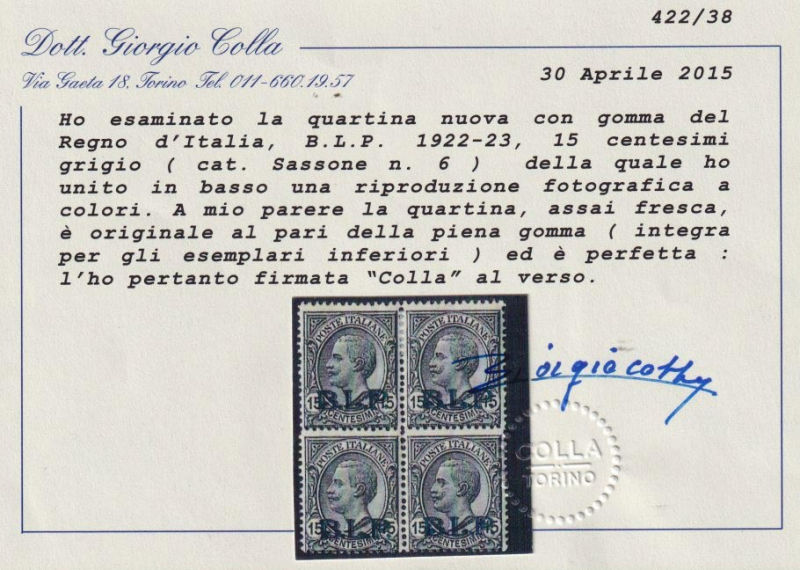 422/38
Dott. Giorgio Colla
Via Gaeta 18, Torino Tel. 011-660.19.57
30 Aprile 2015
Ho esaminato la quartina nuova con gomma del
Regno d'Italia, B.L.P. 1922-23, 15 centesimi
grigio ( cat. Sassone n. 6 ) della quale ho
unito in basso una riproduzione fotografica a
colori. A mio parere la quartina, assai fresca,
è originale al pari della piena gomma ( integra
per gli esemplari inferiori ) ed è perfetta :
l'ho pertanto firmata "Colla" al verso.
POSTE ITALIANE POSTE ITALIANE
B.L.P. B.L.P.
15 15 15 15
CENTESIMI CENTESIMI
POSTE ITALIANE POSTE ITALIANE
B.L.P. B.L.P.
15 15 15
CENTESIMI CENTESIMI
COLLA
TORINO